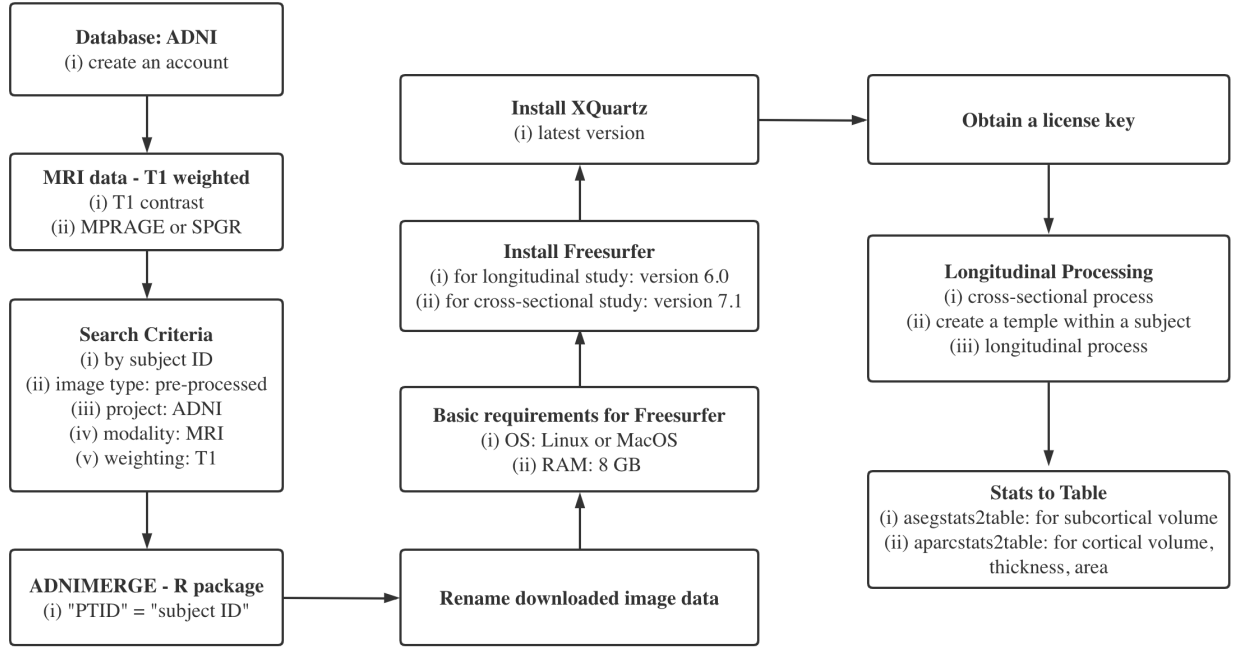 Database: ADNI
(i) create an account
MRI data - T1 weighted
(i) T1 contrast
(ii) MPRAGE or SPGR
Search Criteria
(i) by subject ID
(ii) image type: pre-processed
(iii) project: ADNI
(iv) modality: MRI
(v) weighting: T1
ADNIMERGE - R package
(i) "PTID" = "subject ID"
Rename downloaded image data
Basic requirements for Freesurfer
(i) OS: Linux or MacOS
(ii) RAM: 8 GB
Install Freesurfer
(i) for longitudinal study: version 6.0
(ii) for cross-sectional study: version 7.1
Install XQuartz
(i) latest version
Obtain a license key
Longitudinal Processing
(i) cross-sectional process
(ii) create a temple within a subject
(iii) longitudinal process
Stats to Table
(i) asegstats2table: for subcortical volume
(ii) aparcstats2table: for cortical volume,
thickness, area